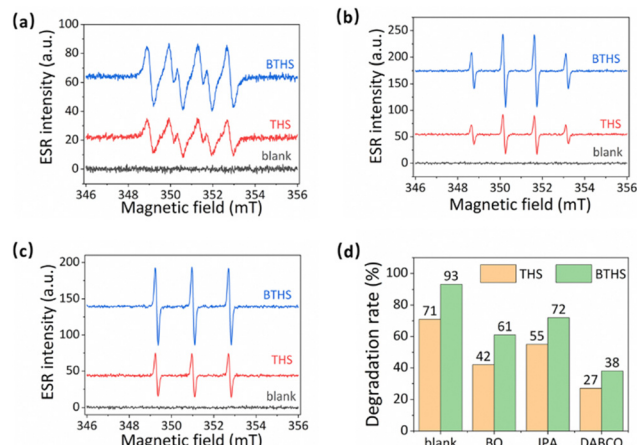 (a)
ESR intensity (a.u.)
100
80
60
40
20
0
BTHS
THS
blank
346 348 350 352 354 356
Magnetic field (mT)
(b)
ESR intensity (a.u.)
250
200
150
100
50
0
BTHS
THS
blank
346 348 350 352 354 356
Magnetic field (mT)
(c)
ESR intensity (a.u.)
200
150
100
50
0
BTHS
THS
blank
346 348 350 352 354 356
Magnetic field (mT)
(d)
Degradation rate (%)
100
80
60
40
20
0
THS BTHS
71 93
42 61
55 72
27 38
blank BQ IPA DABCO